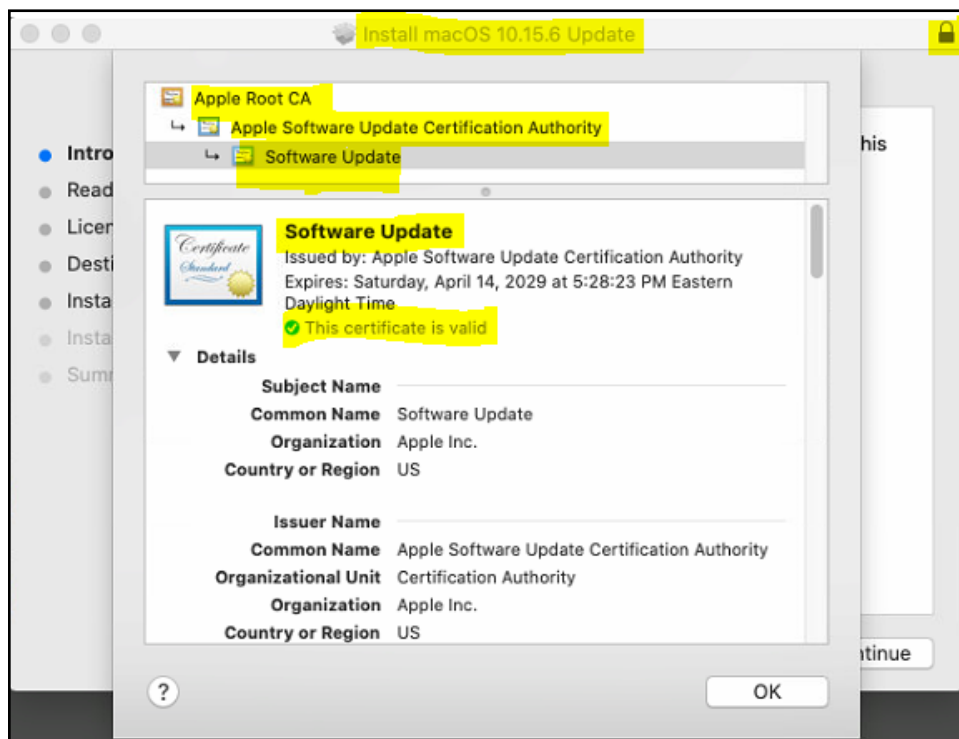 Install macOS 10.15.6 Update
Apple Root CA
Apple Software Update Certification Authority
Software Update
his
Intro
Read
Licen
Desti
Insta
Insta
Sumr
Certificate
Standard
Software Update
Issued by: Apple Software Update Certification Authority
Expires: Saturday, April 14, 2029 at 5:28:23 PM Eastern
Daylight Time
This certificate is valid
Details
Subject Name
Common Name Software Update
Organization Apple Inc.
Country or Region US
Issuer Name
Common Name Apple Software Update Certification Authority
Organizational Unit Certification Authority
Organization Apple Inc.
Country or Region US
ntinue
?
OK